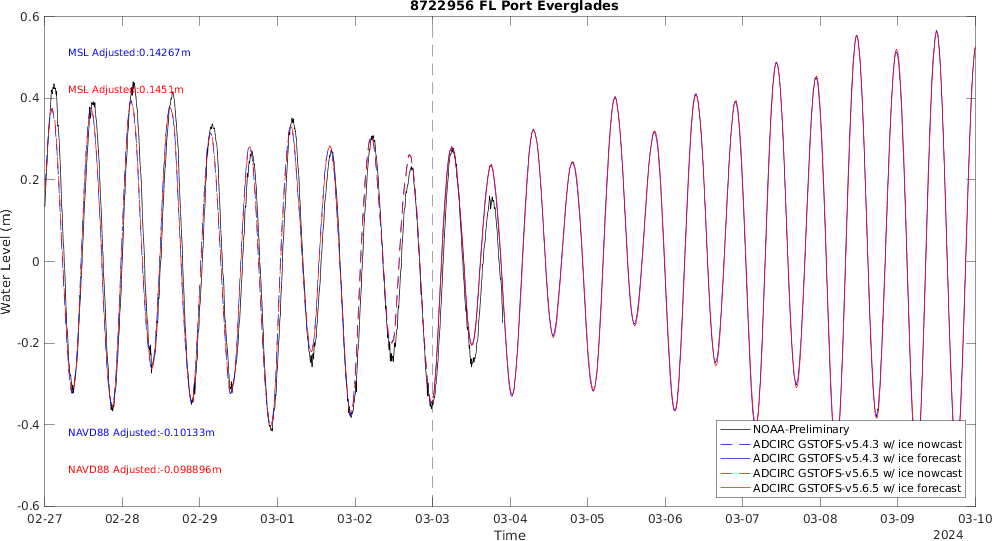 8722956 FL Port Everglades
0.6
0.4
0.2
0
-0.2
-0.4
-0.6
Water Level (m)
MSL Adjusted:0.14267m
MSL Adjusted:0.1451m
NAVD88 Adjusted:-0.10133m
NAVD88 Adjusted:-0.098896m
NOAA-Preliminary
ADCIRC GSTOFS-v5.4.3 w/ ice nowcast
ADCIRC GSTOFS-v5.4.3 w/ ice forecast
ADCIRC GSTOFS-v5.6.5 w/ ice nowcast
ADCIRC GSTOFS-v5.6.5 w/ ice forecast
02-27 02-28 02-29 03-01 03-02 03-03 03-04 03-05 03-06 03-07 03-08 03-09 03-10
Time
2024